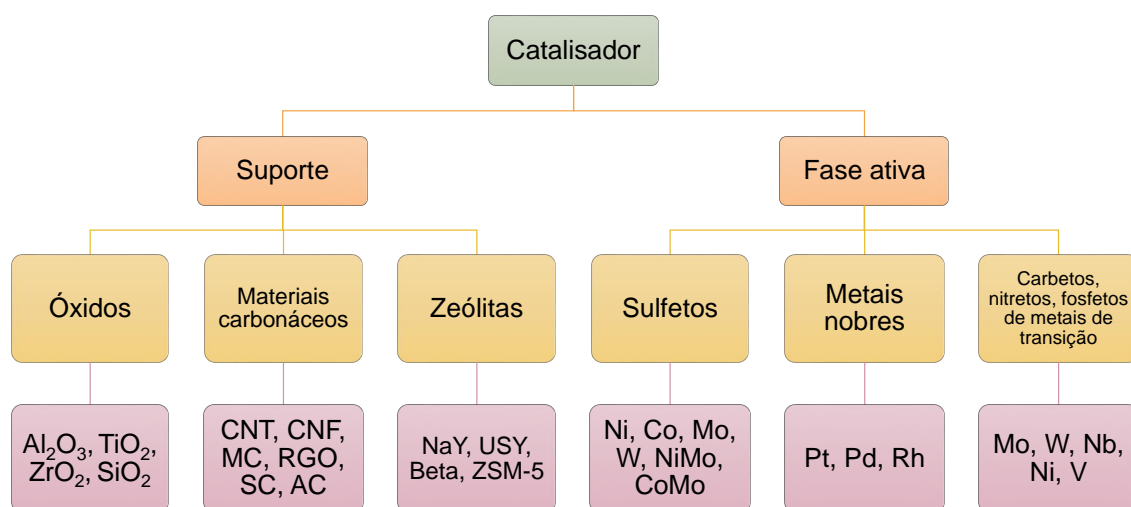 Catalisador
Suporte
Fase ativa
Óxidos
Materiais
carbonáceos
Zeólitas
Sulfetos
Metais
nobres
Carbetos,
nitretos, fosfetos
de metais de
transição
Al₂O₃, TiO₂,
ZrO₂, SiO₂
CNT, CNF,
MC, RGO,
SC, AC
NaY, USY,
Beta, ZSM-5
Ni, Co, Mo,
W, NiMo,
CoMo
Pt, Pd, Rh
Mo, W, Nb,
Ni, V